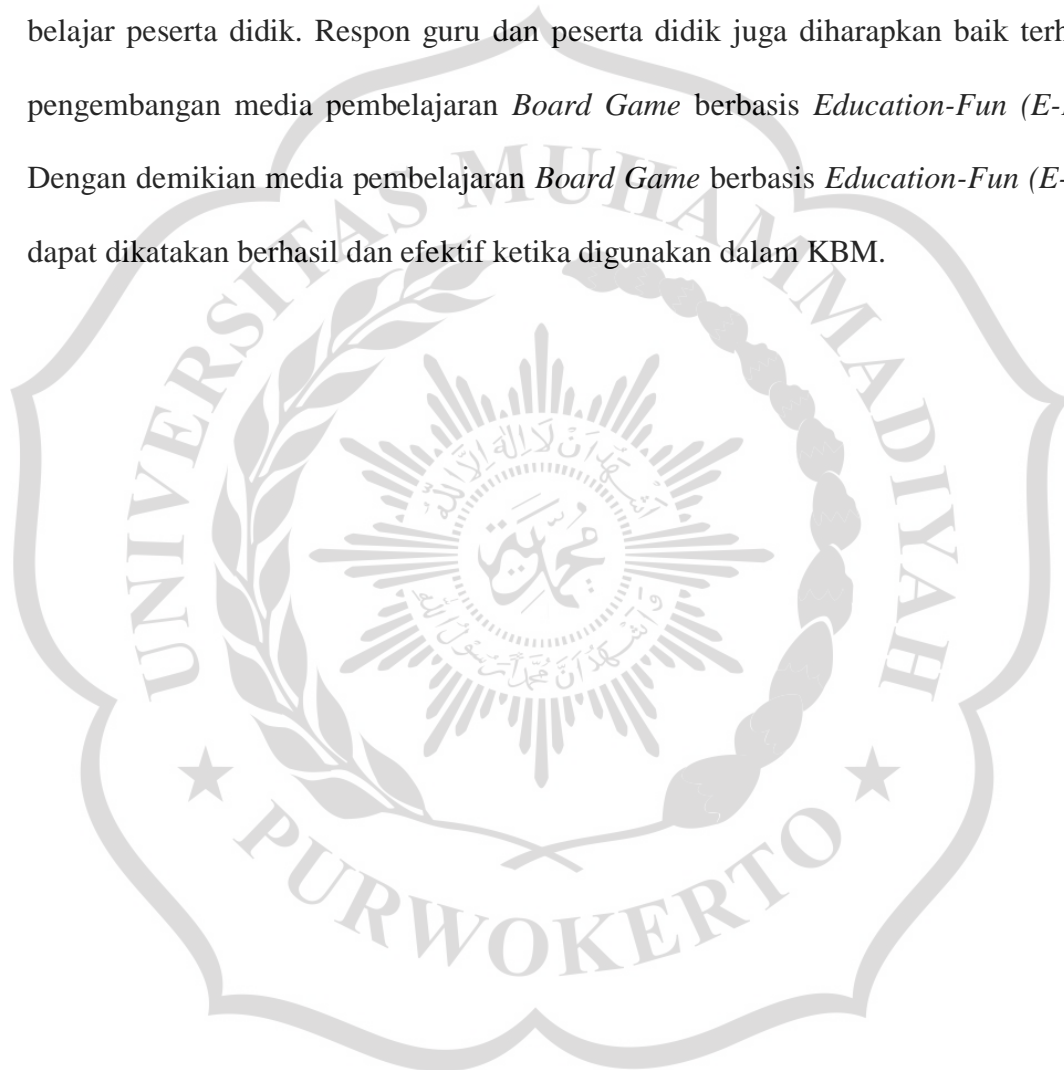 belajar peserta didik. Respon guru dan peserta didik juga diharapkan baik
pengembangan media pembelajaran Board Game berbasis Education-Fun
Dengan demikian media pembelajaran Board Game berbasis Education-Fun
dapat dikatakan berhasil dan efektif ketika digunakan dalam KBM.
UNIVERSITAS MUHAMMADIYAH
PURWOKERTO